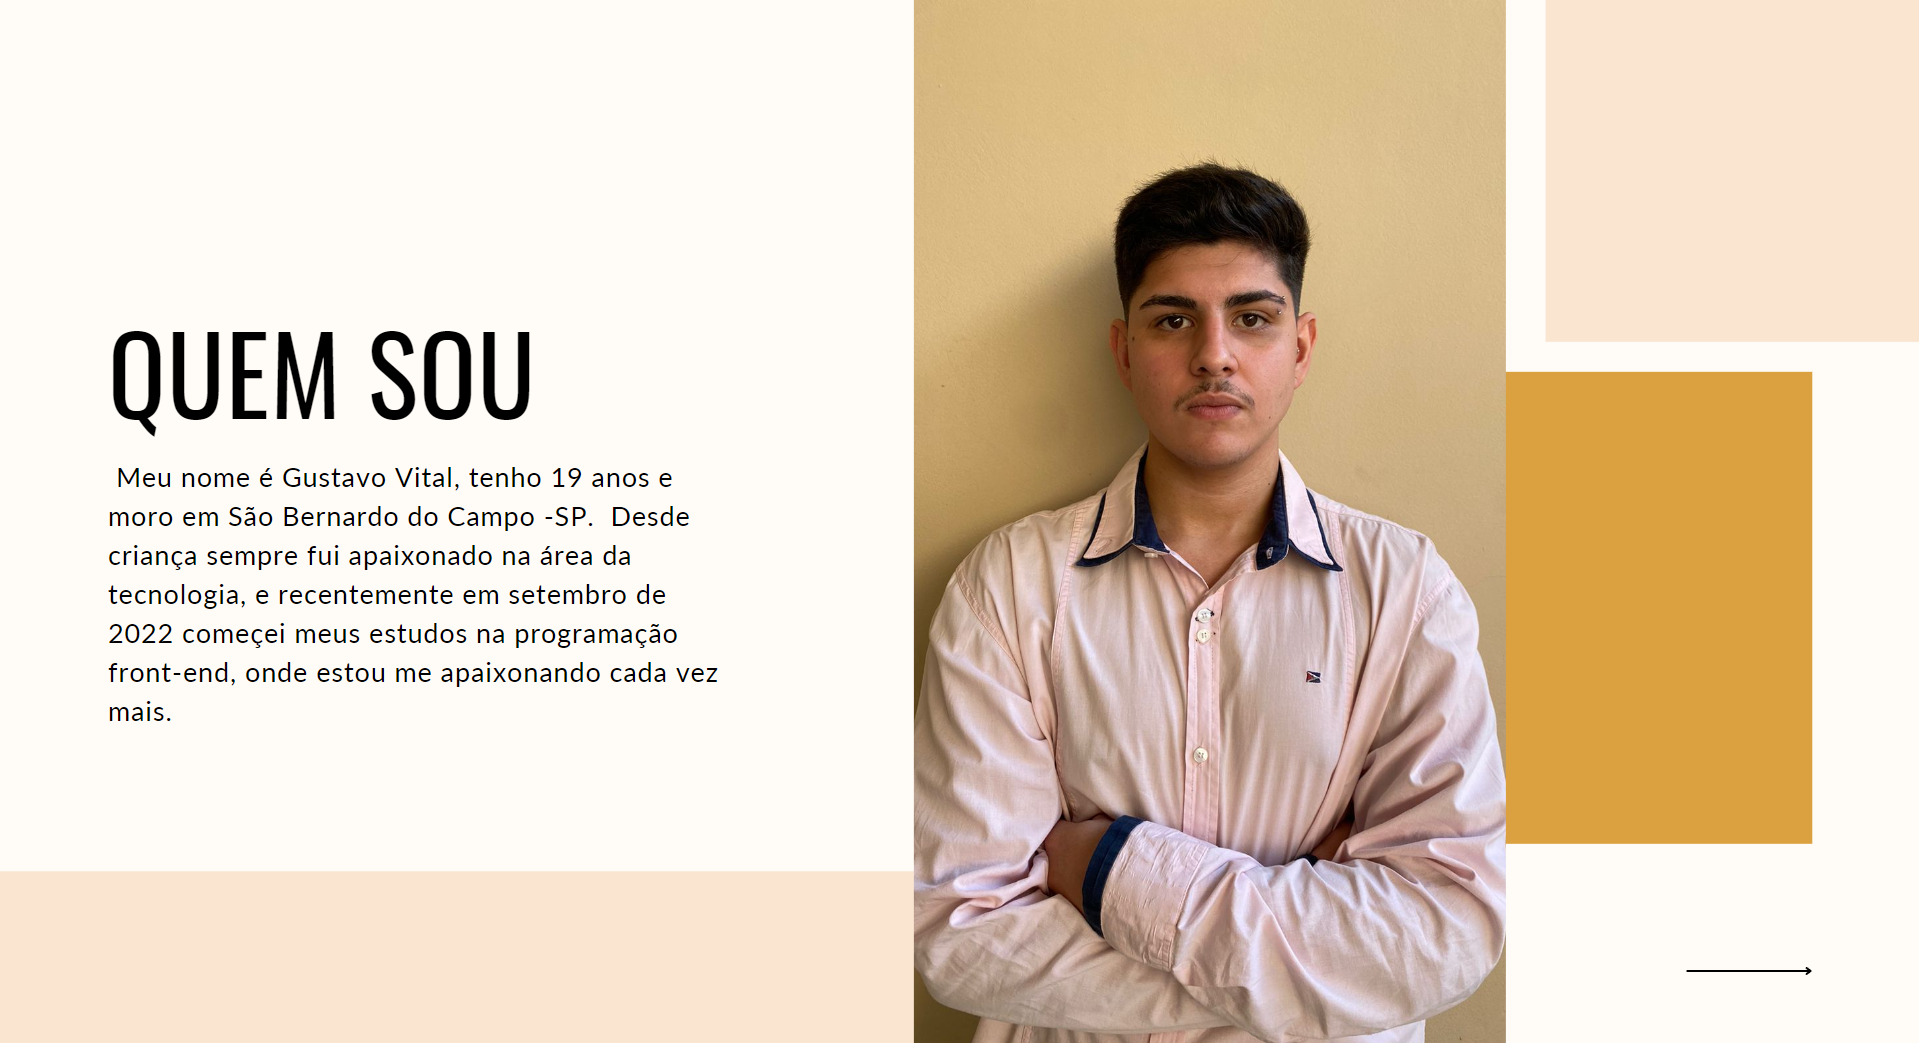 QUEM SOU
Meu nome é Gustavo Vital, tenho 19 anos e
moro em São Bernardo do Campo -SP.  Desde
criança sempre fui apaixonado na área da
tecnologia, e recentemente em setembro de
2022 começei meus estudos na programação
front-end, onde estou me apaixonando cada vez
mais.